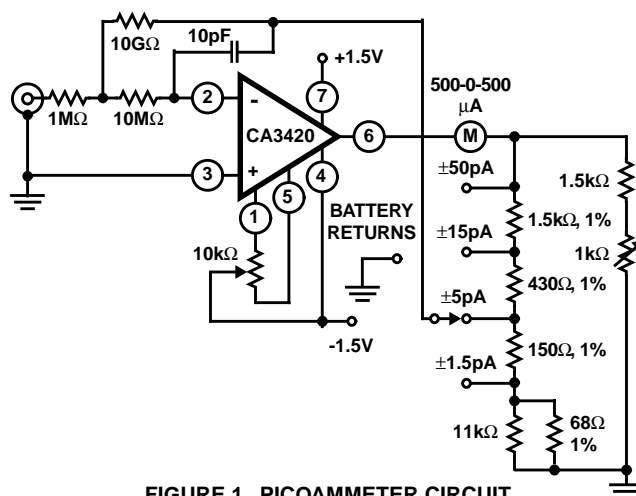 10GΩ
10pF
+1.5V
500-0-500
µA
1MΩ
10MΩ
2
-
7
CA3420
6
M
3
+
4
5
1
±50pA
1.5kΩ
BATTERY
RETURNS
1.5kΩ, 1%
±15pA
1kΩ
10kΩ
430Ω, 1%
±5pA
-1.5V
150Ω, 1%
±1.5pA
11kΩ
68Ω
1%
FIGURE 1. PICOAMMETER CIRCUIT